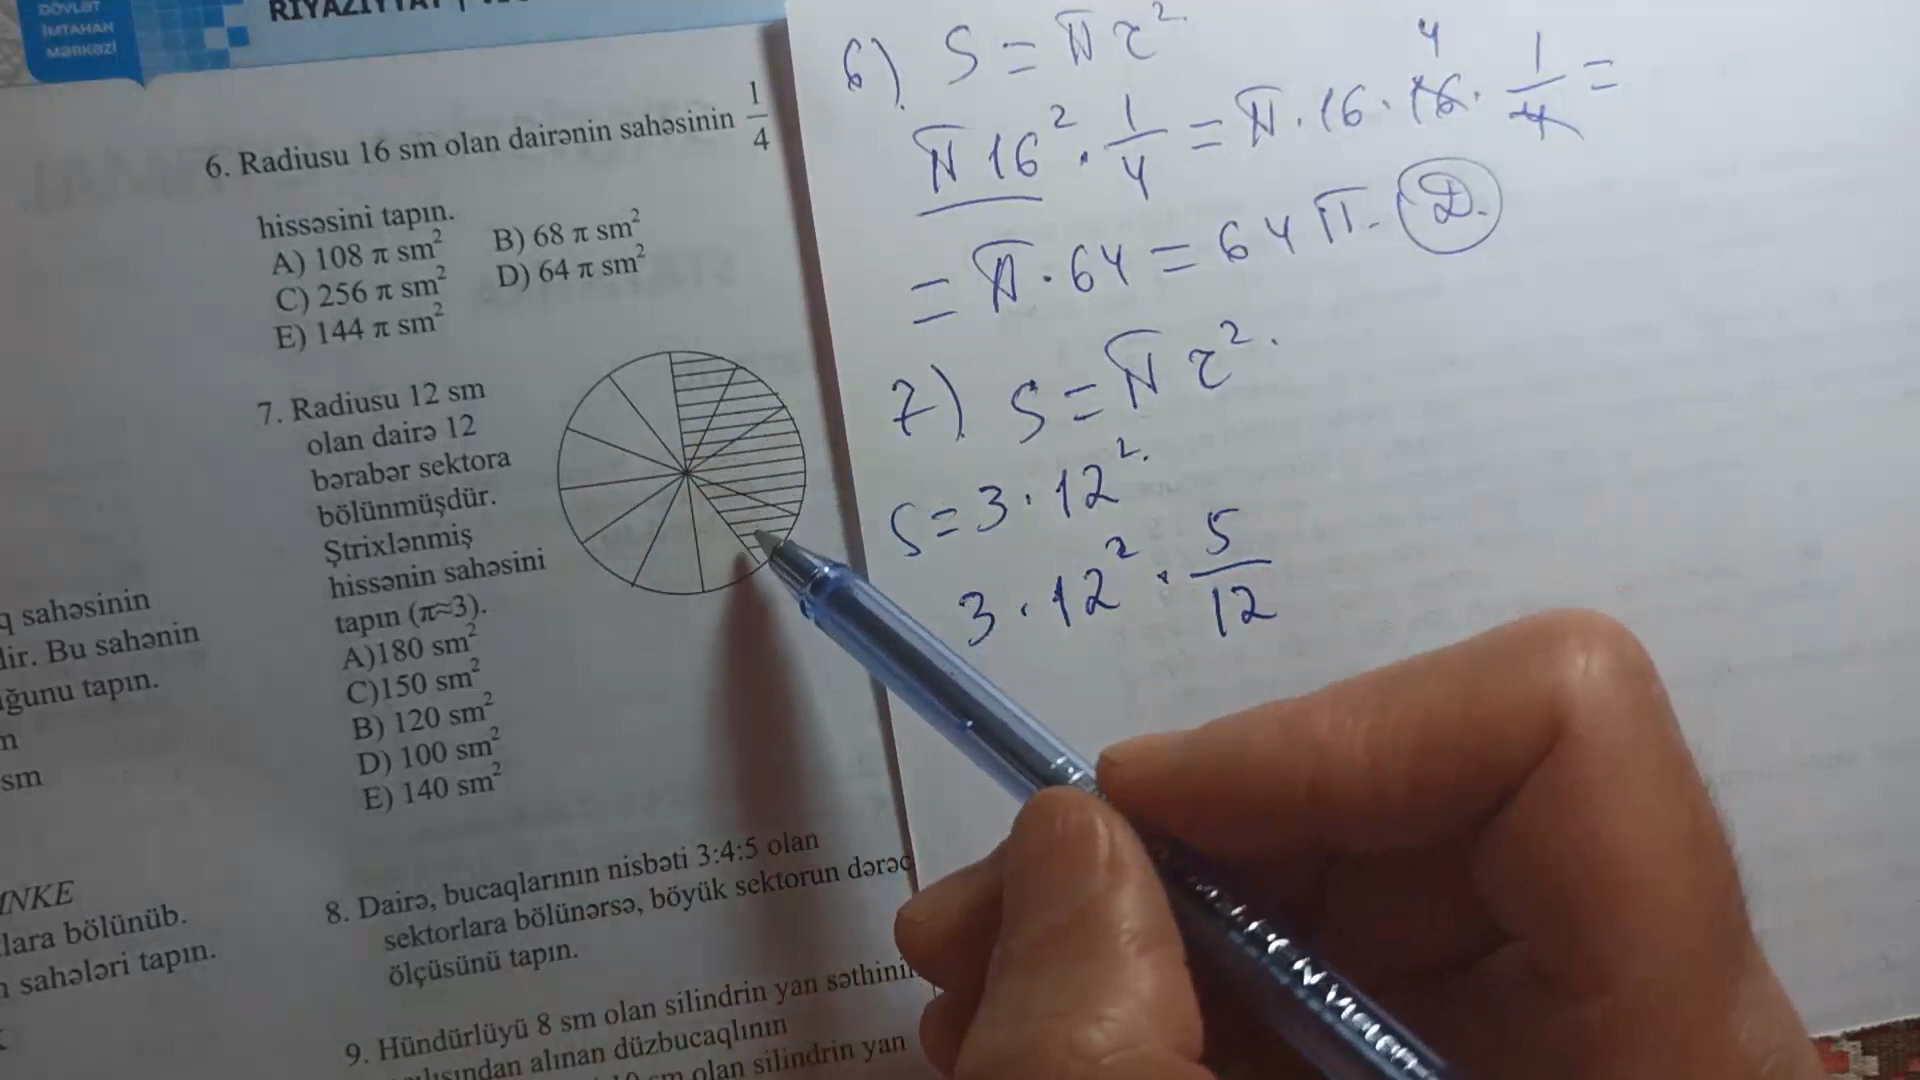 DÖVLƏT
İMTAHAN
MƏRKƏZİ
RİYAZİYYAT |
6. Radiusu 16 sm olan dairənin sahəsinin 1/4
hissəsini tapın.
A) 108 π sm² B) 68 π sm²
C) 256 π sm² D) 64 π sm²
E) 144 π sm²
7. Radiusu 12 sm
olan dairə 12
bərabər sektora
bölünmüşdür.
Ştrixlənmiş
hissənin sahəsini
tapın (π≈3).
A)180 sm²
C)150 sm²
B) 120 sm²
D) 100 sm²
E) 140 sm²
8. Dairə, bucaqlarının nisbəti 3:4:5 olan
sektorlara bölünərsə, böyük sektorun dərəc
ölçüsünü tapın.
9. Hündürlüyü 8 sm olan silindrin yan səthini
alınan düzbucaqlının
sm olan silindrin yan
q sahəsinin
dir. Bu sahənin
ğunu tapın.
sm
INKE
lara bölünüb.
sahələri tapın.
6) S = π r²
π 16² · 1/4 = π · 16 · 16 · 1/4 =
4
= π · 64 = 64 π. D.
7) S = π r².
S = 3 · 12².
3 · 12² · 5/12